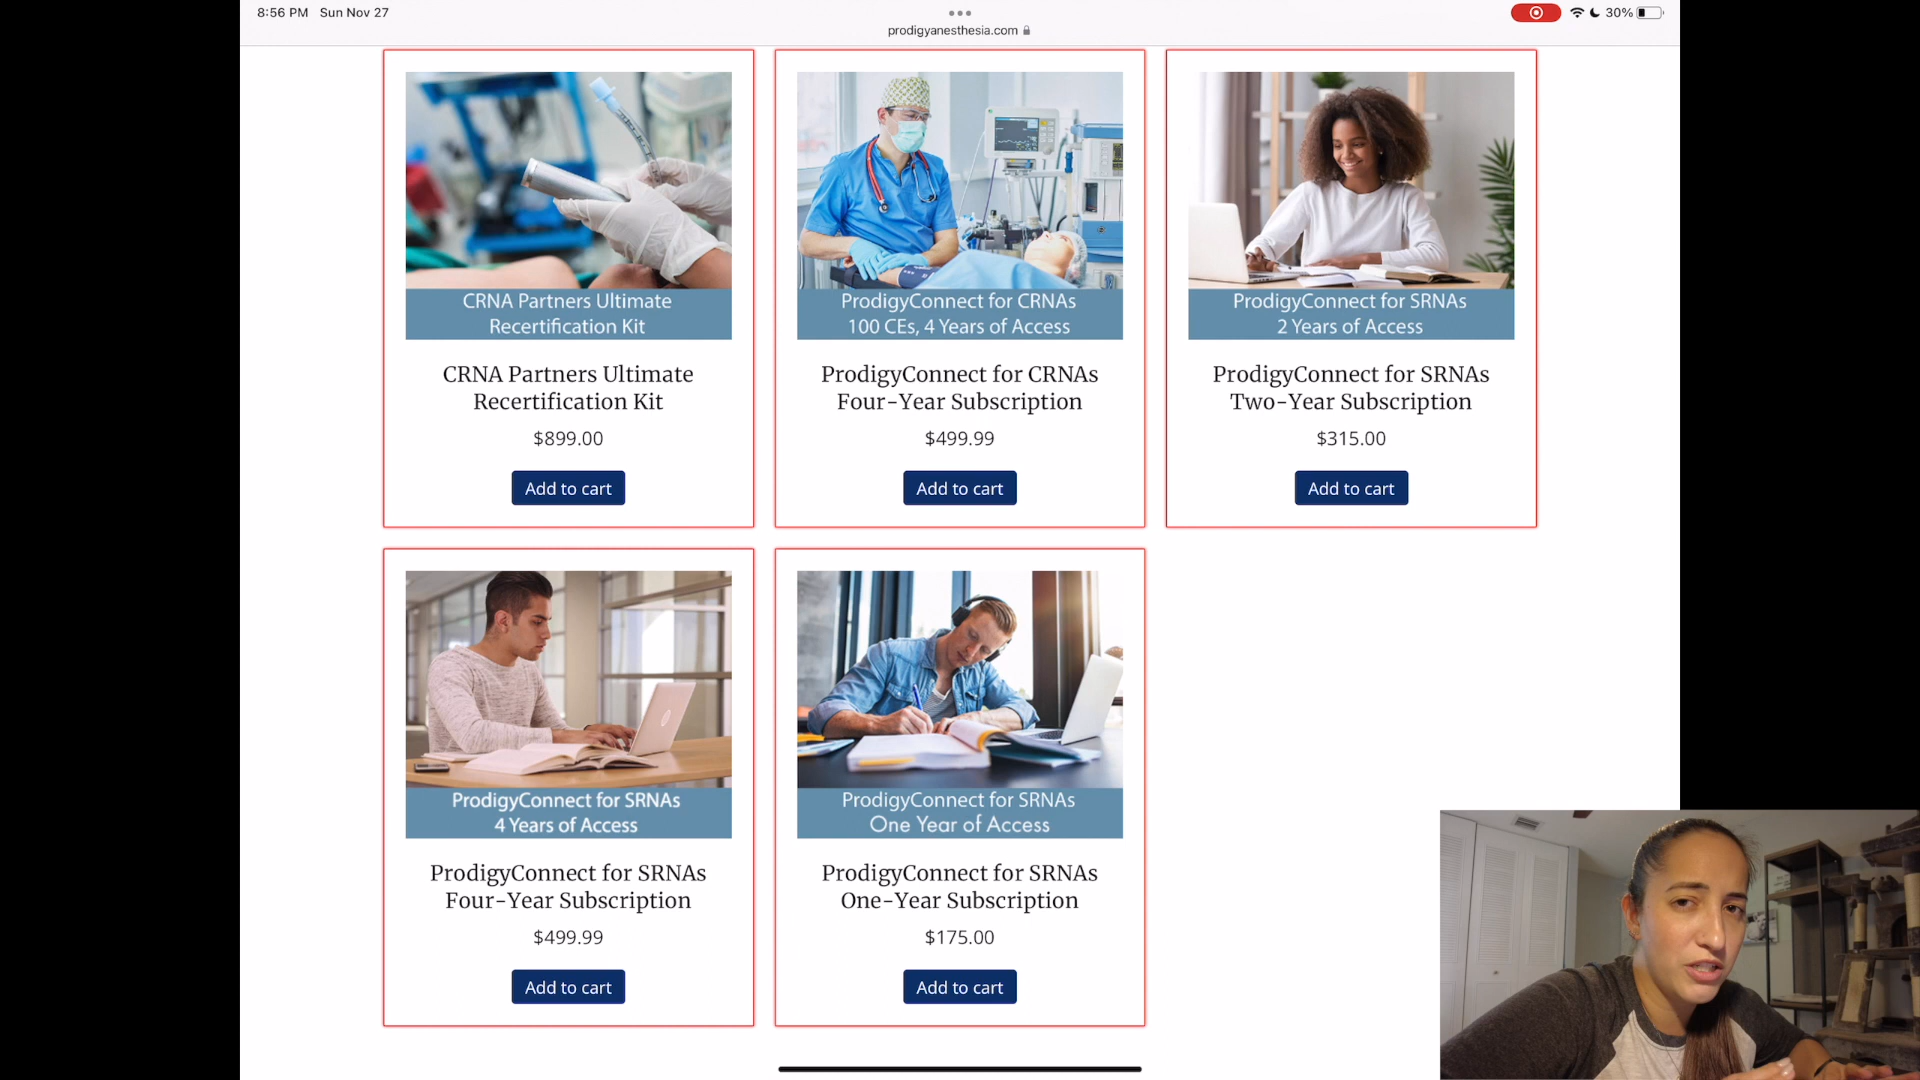 8:56 PM Sun Nov 27
30%
prodigyanesthesia.com
CRNA Partners Ultimate
Recertification Kit
ProdigyConnect for CRNAs
100 CEs, 4 Years of Access
ProdigyConnect for SRNAs
2 Years of Access
CRNA Partners Ultimate
Recertification Kit
$899.00
Add to cart
ProdigyConnect for CRNAs
Four-Year Subscription
$499.99
Add to cart
ProdigyConnect for SRNAs
Two-Year Subscription
$315.00
Add to cart
ProdigyConnect for SRNAs
4 Years of Access
ProdigyConnect for SRNAs
One Year of Access
ProdigyConnect for SRNAs
Four-Year Subscription
$499.99
Add to cart
ProdigyConnect for SRNAs
One-Year Subscription
$175.00
Add to cart